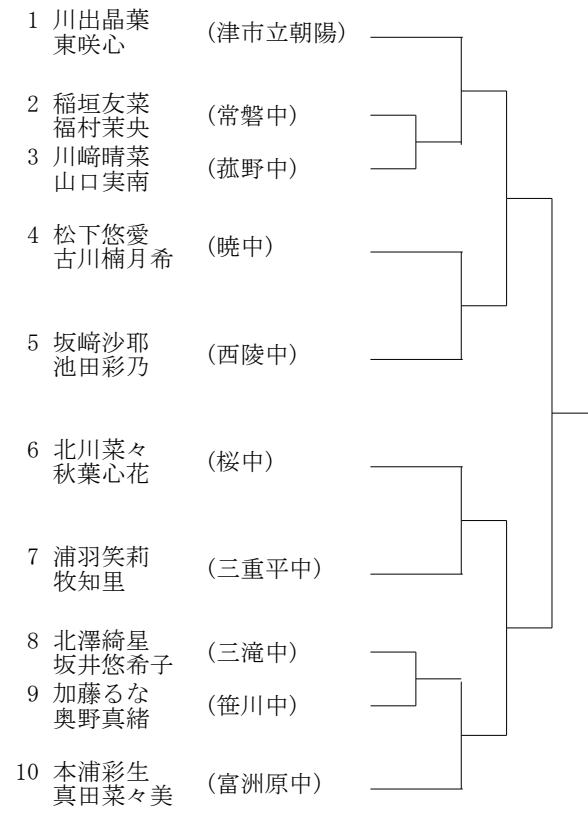 1 川出晶葉 (津市立朝陽)
東咲心
2 稲垣友菜 (常磐中)
福村茉央
3 川﨑晴菜 (菰野中)
山口実南
4 松下悠愛 (暁中)
古川楠月希
5 坂﨑沙耶 (西陵中)
池田彩乃
6 北川菜々 (桜中)
秋葉心花
7 浦羽笑莉 (三重平中)
牧知里
8 北澤綺星 (三滝中)
坂井悠希子
9 加藤るな (笹川中)
奥野真緒
10 本浦彩生 (富洲原中)
真田菜々美